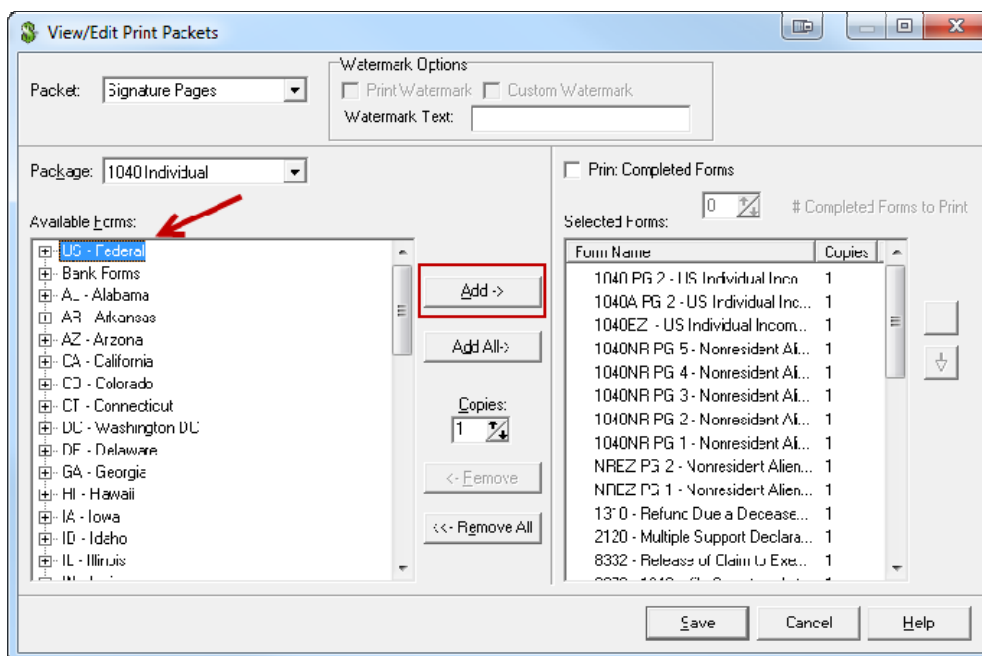 View/Edit Print Packets
Watermark Options
Packet: Signature Pages
Print Watermark Custom Watermark
Watermark Text:
Package: 1040 Individual
Print Completed Forms
0 # Completed Forms to Print
Available Forms:
Selected Forms:
US - Federal
Bank Forms
AL - Alabama
AR - Arkansas
AZ - Arzona
CA - California
CO - Colorado
CT - Connecticut
DC - Washington DC
DE - Delaware
GA - Georgia
HI - Hawaii
IA - Iowa
ID - Idaho
IL - Illinois
Add ->
Add All->
Copies:
1
<- Remove
<<- Remove All
Form Name Copies
1040 PG 2 - US Individual Inco... 1
1040A PG 2 - US Individual Inc... 1
1040EZ - US Individual Incom... 1
1040NR PG 5 - Nonresident Ali... 1
1040NR PG 4 - Nonresident Ali... 1
1040NR PG 3 - Nonresident Ali... 1
1040NR PG 2 - Nonresident Ali... 1
1040NR PG 1 - Nonresident Ali... 1
NREZ PG 2 - Nonresident Alien... 1
NREZ PG 1 - Nonresident Alien... 1
1310 - Refund Due a Decease... 1
2120 - Multiple Support Declara... 1
8332 - Release of Claim to Exe... 1
Save Cancel Help